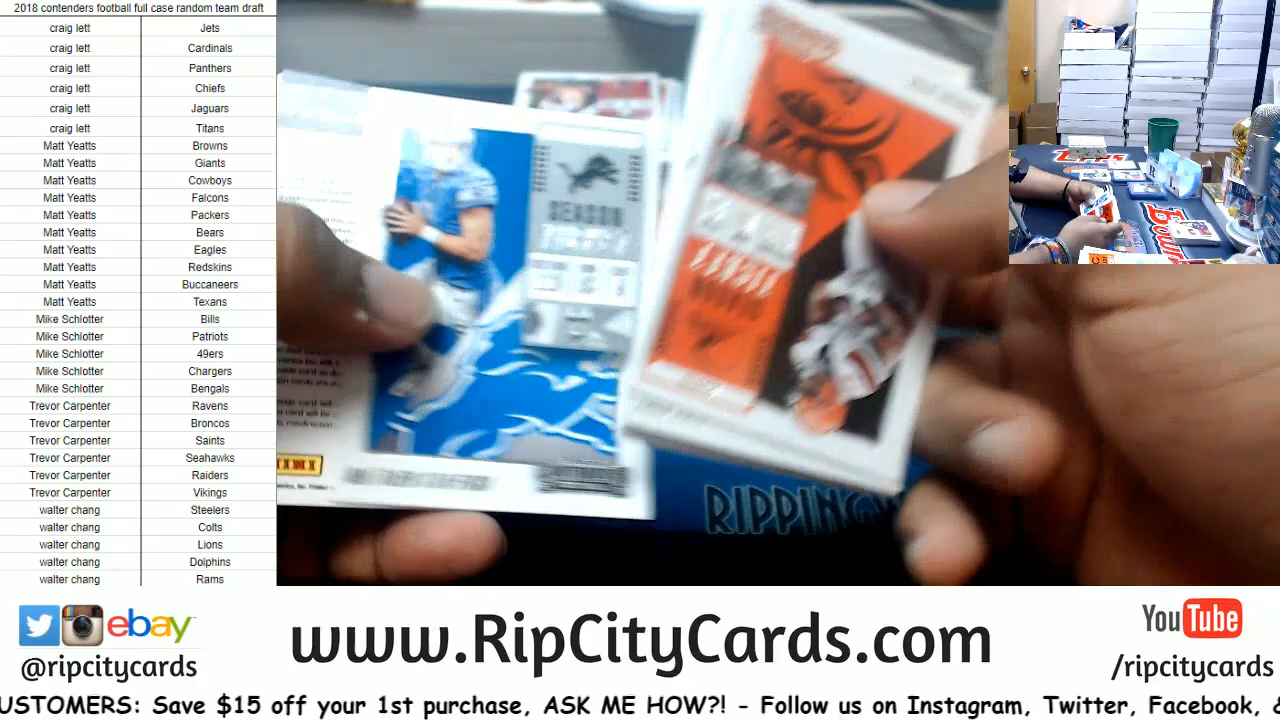 2018 contenders football full case random team draft
craig lett Jets
craig lett Cardinals
craig lett Panthers
craig lett Chiefs
craig lett Jaguars
craig lett Titans
Matt Yeatts Browns
Matt Yeatts Giants
Matt Yeatts Cowboys
Matt Yeatts Falcons
Matt Yeatts Packers
Matt Yeatts Bears
Matt Yeatts Eagles
Matt Yeatts Redskins
Matt Yeatts Buccaneers
Matt Yeatts Texans
Mike Schlotter Bills
Mike Schlotter Patriots
Mike Schlotter 49ers
Mike Schlotter Chargers
Mike Schlotter Bengals
Trevor Carpenter Ravens
Trevor Carpenter Broncos
Trevor Carpenter Saints
Trevor Carpenter Seahawks
Trevor Carpenter Raiders
Trevor Carpenter Vikings
walter chang Steelers
walter chang Colts
walter chang Lions
walter chang Dolphins
walter chang Rams
SEASON
RIPPING
ebay
@ripcitycards
www.RipCityCards.com
YouTube
/ripcitycards
USTOMERS: Save $15 off your 1st purchase, ASK ME HOW?! - Follow us on Instagram, Twitter, Facebook, &